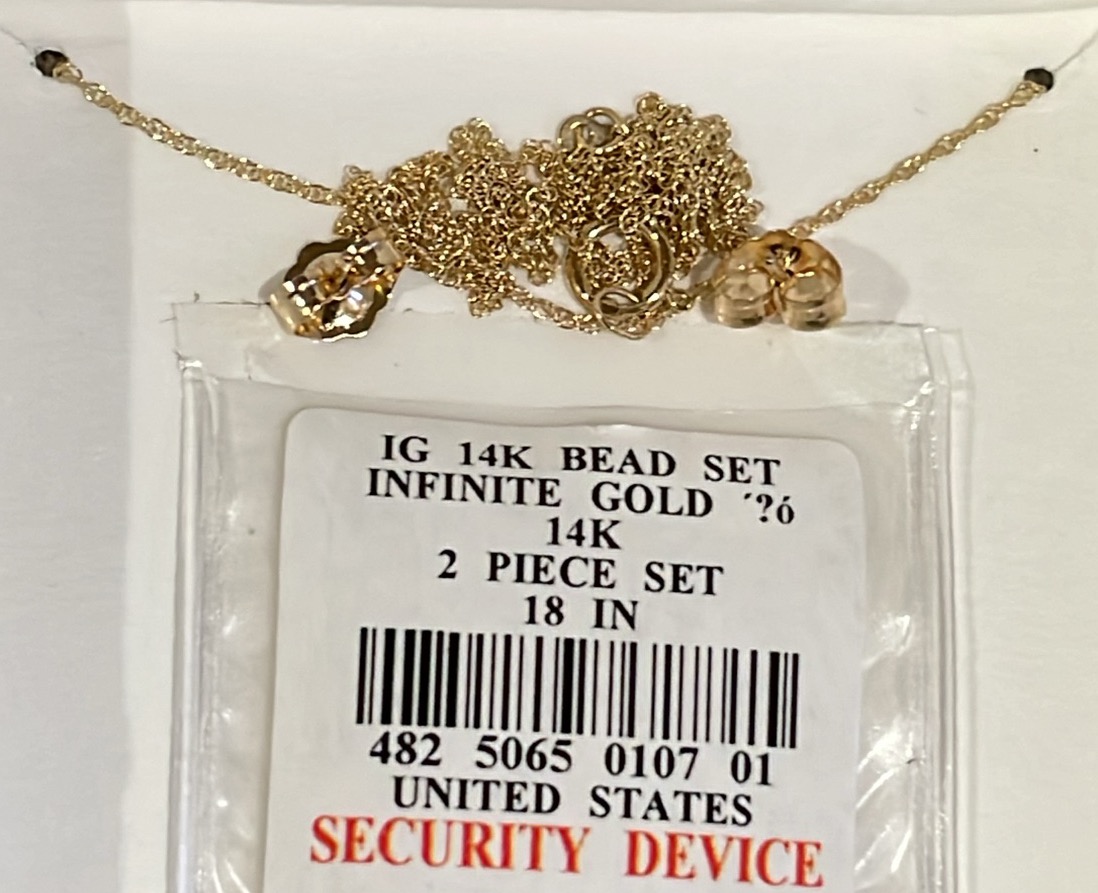 IG 14K BEAD SET
INFINITE GOLD ´?ó
14K
2 PIECE SET
18 IN
482 5065 0107 01
UNITED STATES
SECURITY DEVICE